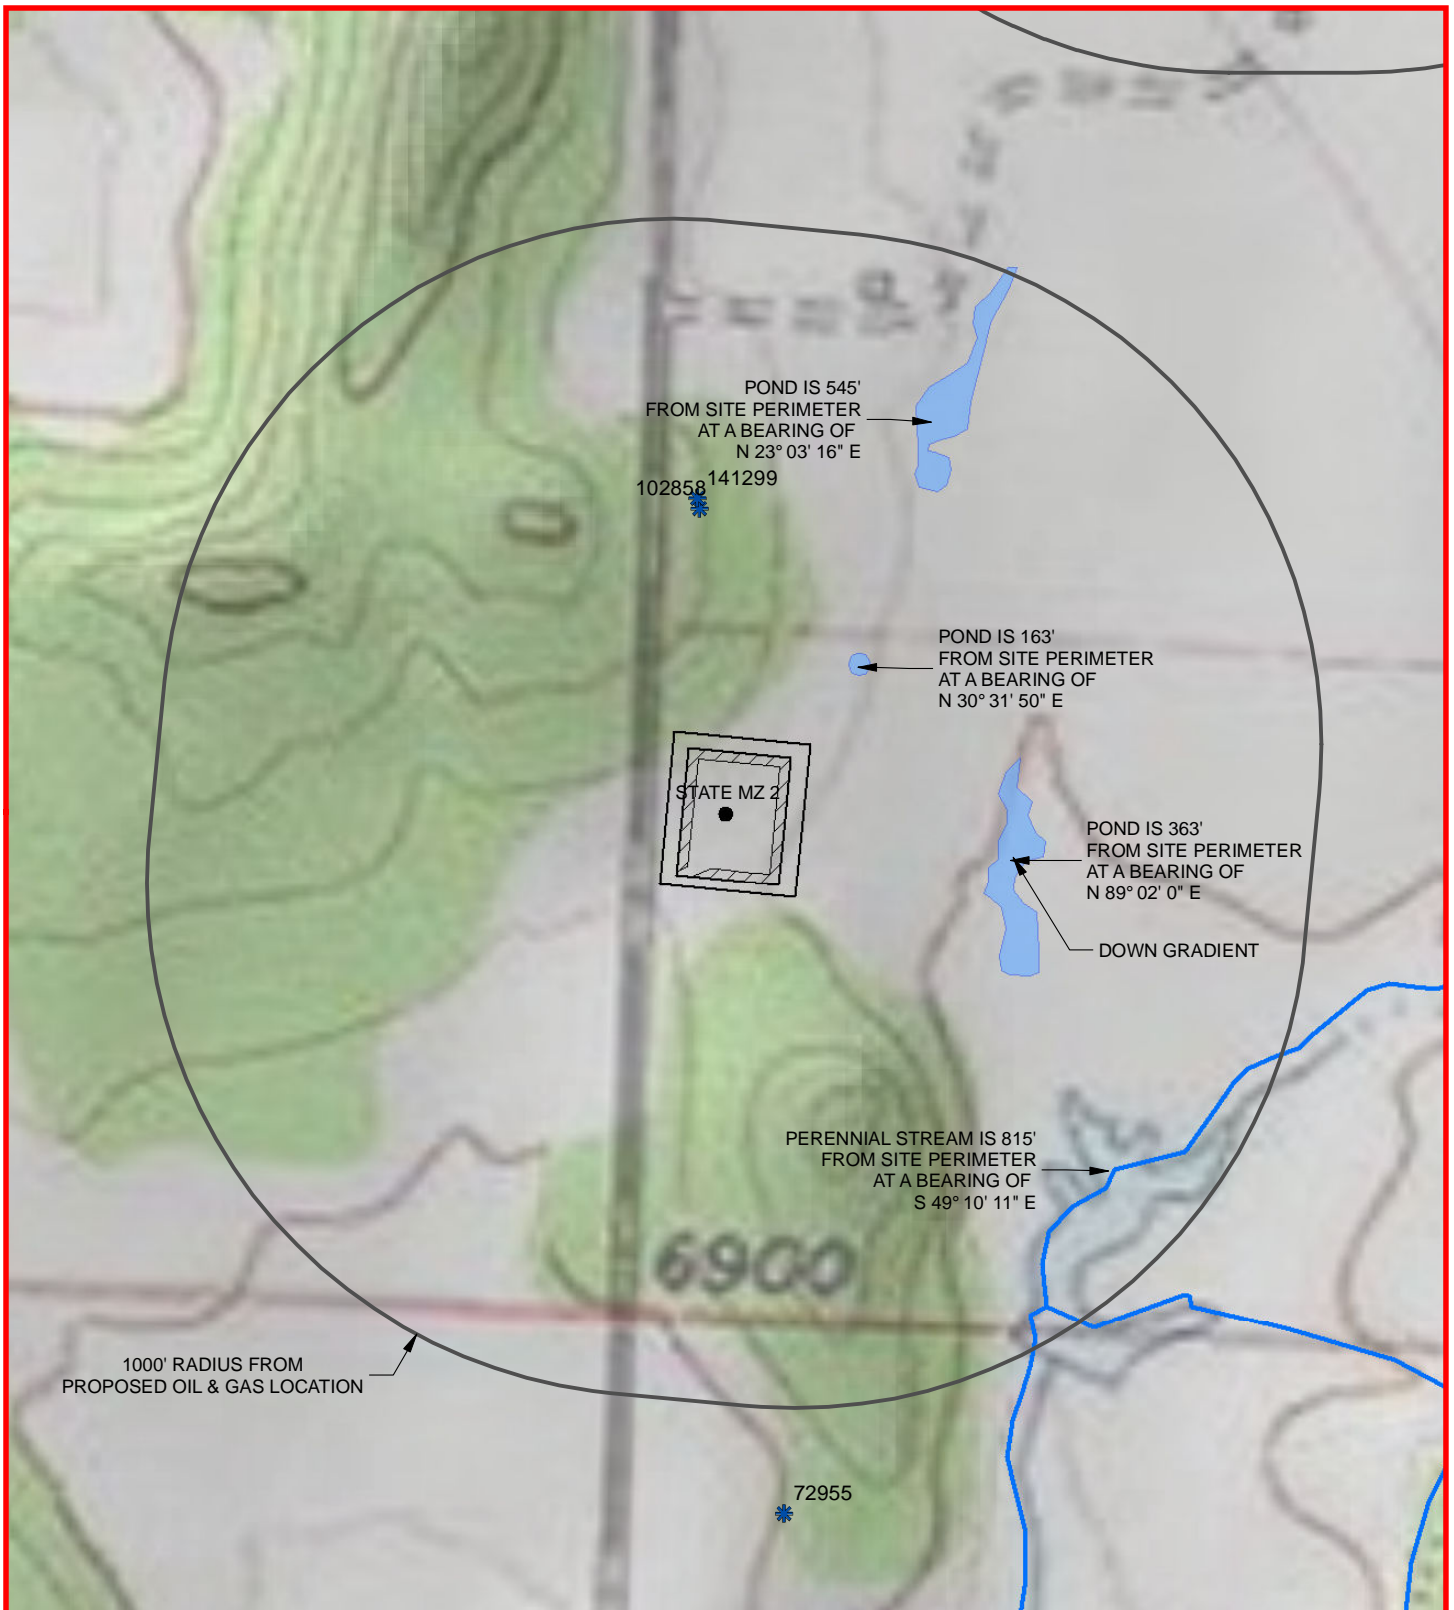 POND IS 545'
FROM SITE PERIMETER
AT A BEARING OF
N 23° 03' 16" E
102858
141299
POND IS 163'
FROM SITE PERIMETER
AT A BEARING OF
N 30° 31' 50" E
STATE MZ 2
POND IS 363'
FROM SITE PERIMETER
AT A BEARING OF
N 89° 02' 0" E
DOWN GRADIENT
PERENNIAL STREAM IS 815'
FROM SITE PERIMETER
AT A BEARING OF
S 49° 10' 11" E
6900
1000' RADIUS FROM
PROPOSED OIL & GAS LOCATION
72955